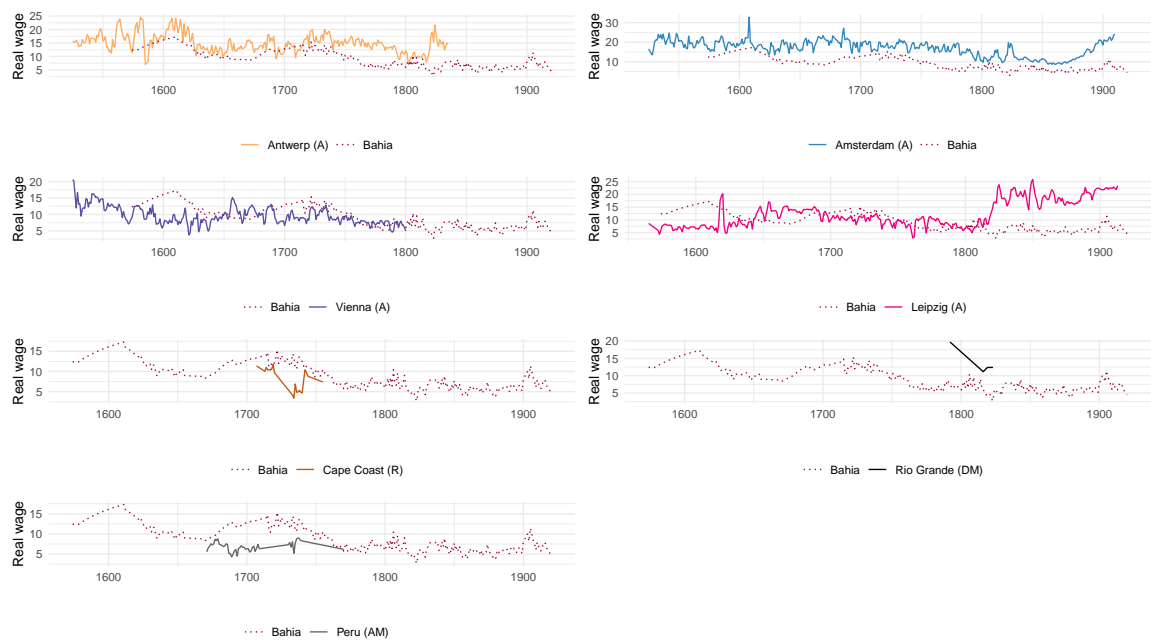 Real wage
25
20
15
10
5
1600
1700
1800
1900
Antwerp (A)
Bahia
Real wage
30
20
10
1600
1700
1800
1900
Amsterdam (A)
Bahia
Real wage
20
15
10
5
1600
1700
1800
1900
Bahia
Vienna (A)
Real wage
25
20
15
10
5
1600
1700
1800
1900
Bahia
Leipzig (A)
Real wage
15
10
5
1600
1700
1800
1900
Bahia
Cape Coast (R)
Real wage
20
15
10
5
1600
1700
1800
1900
Bahia
Rio Grande (DM)
Real wage
15
10
5
1600
1700
1800
1900
Bahia
Peru (AM)